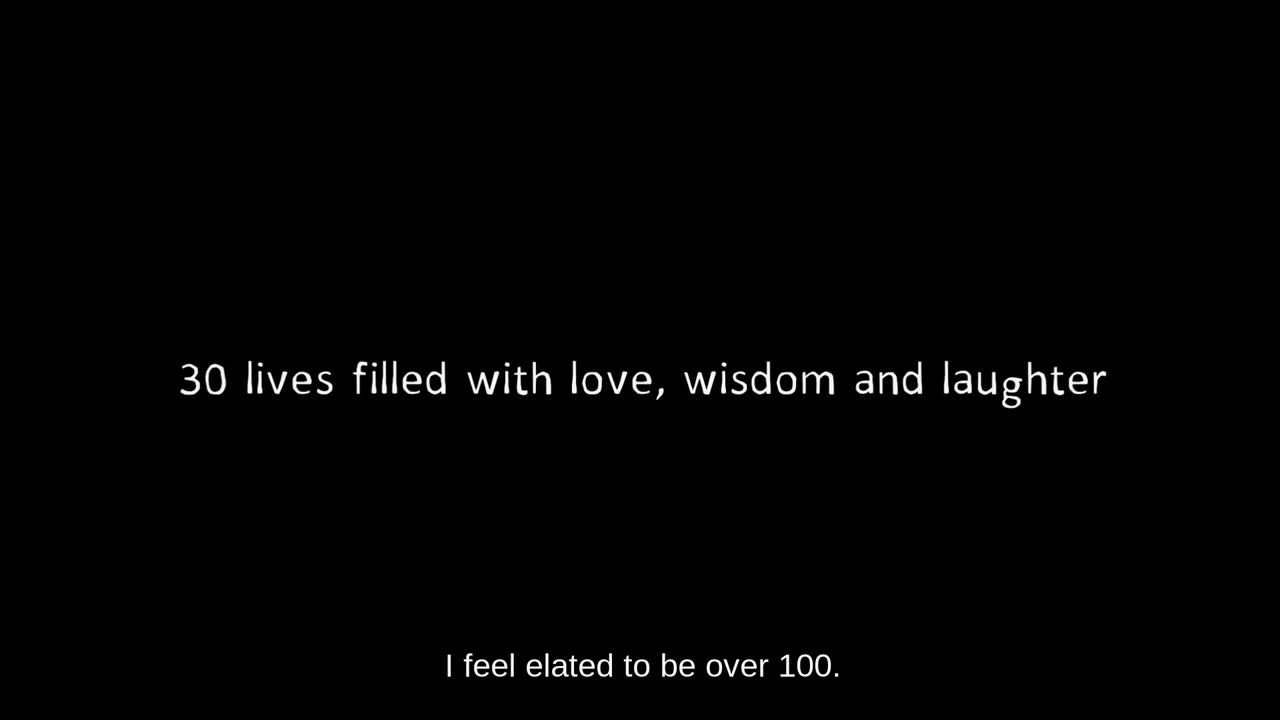 30 lives filled with love, wisdom and laughter
I feel elated to be over 100.